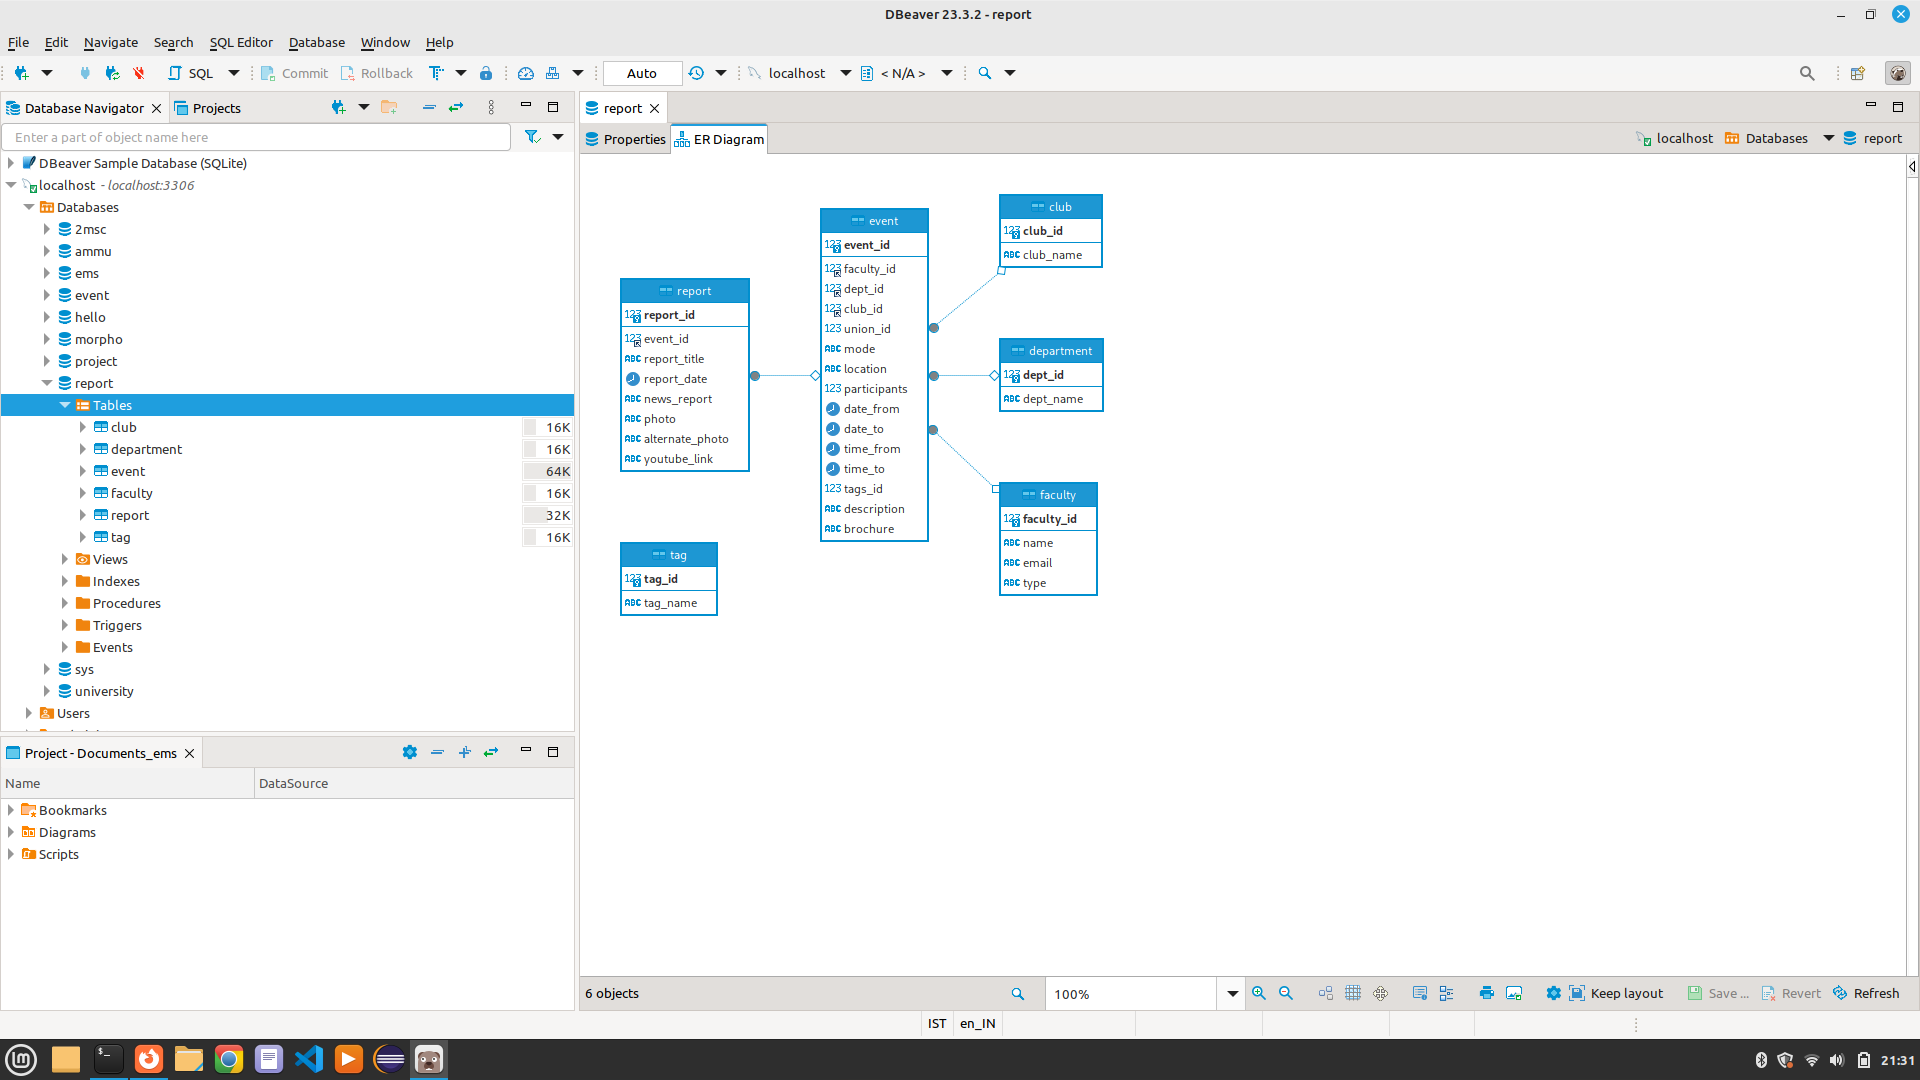 DBeaver 23.3.2 - report
File Edit Navigate Search SQL Editor Database Window Help
SQL Commit Rollback Auto localhost < N/A >
Database Navigator Projects
Enter a part of object name here
DBeaver Sample Database (SQLite)
localhost - localhost:3306
Databases
2msc
ammu
ems
event
hello
morpho
project
report
Tables
club 16K
department 16K
event 64K
faculty 16K
report 32K
tag 16K
Views
Indexes
Procedures
Triggers
Events
sys
university
Users
Project - Documents_ems
Name DataSource
Bookmarks
Diagrams
Scripts
report
Properties ER Diagram localhost Databases report
report
123 report_id
123 event_id
ABC report_title
report_date
ABC news_report
ABC photo
ABC alternate_photo
ABC youtube_link
tag
123 tag_id
ABC tag_name
event
123 event_id
123 faculty_id
123 dept_id
123 club_id
123 union_id
ABC mode
ABC location
123 participants
date_from
date_to
time_from
time_to
123 tags_id
ABC description
ABC brochure
club
123 club_id
ABC club_name
department
123 dept_id
ABC dept_name
faculty
123 faculty_id
ABC name
ABC email
ABC type
6 objects 100% Keep layout Save ... Revert Refresh
IST en_IN
21:31